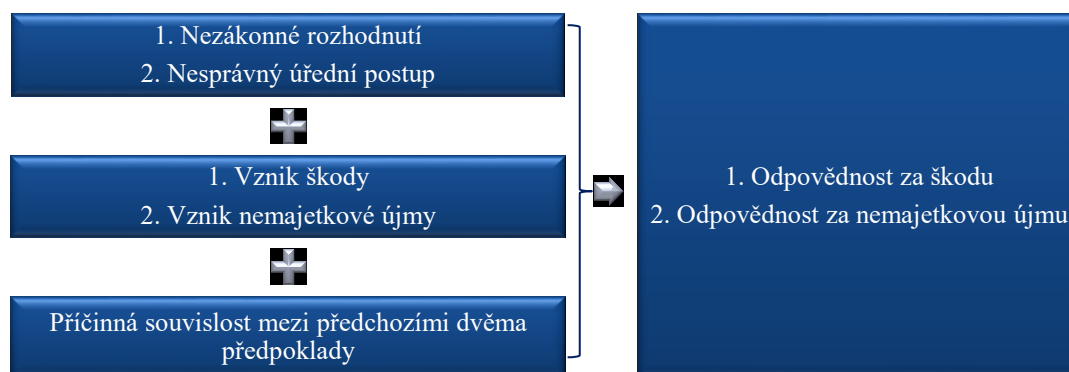 1. Nezákonné rozhodnutí
2. Nesprávný úřední postup
1. Vznik škody
2. Vznik nemajetkové újmy
Příčinná souvislost mezi předchozími dvěma
předpoklady
1. Odpovědnost za škodu
2. Odpovědnost za nemajetkovou újmu